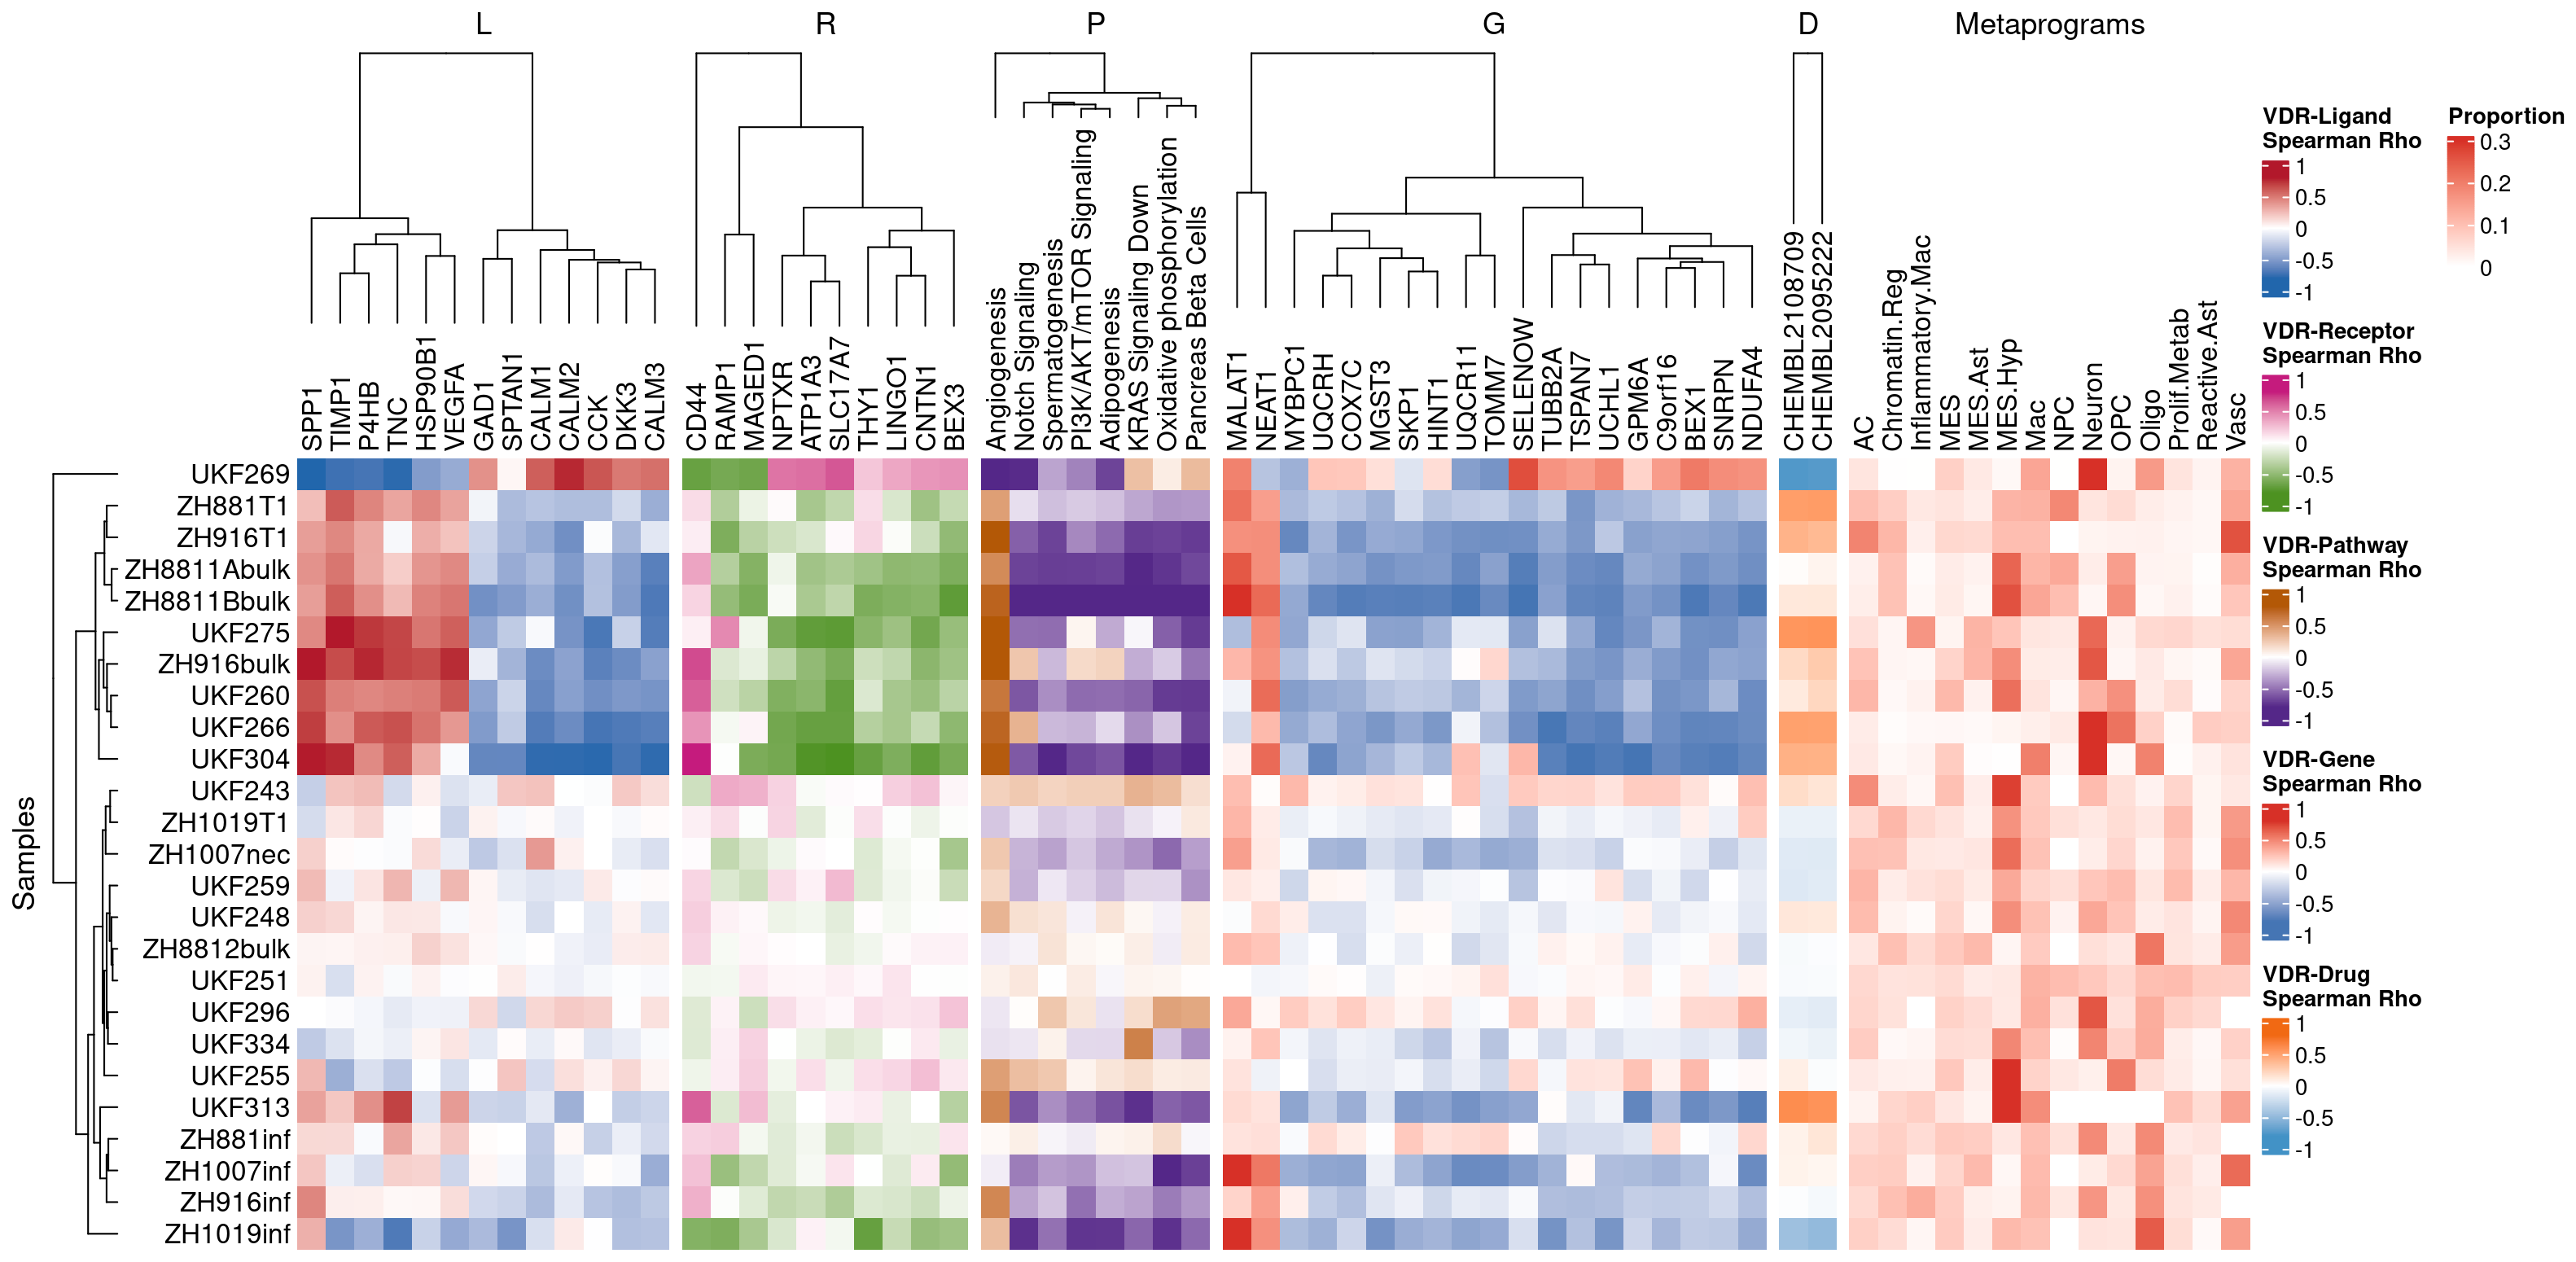 L
R
P
G
D
Metaprograms
SPP1
TIMP1
P4HB
TNC
HSP90B1
VEGFA
GAD1
SPTAN1
CALM1
CALM2
CCK
DKK3
CALM3
CD44
RAMP1
MAGED1
NPTXR
ATP1A3
SLC17A7
THY1
LINGO1
CNTN1
BEX3
Angiogenesis
Notch Signaling
Spermatogenesis
PI3K/AKT/mTOR Signaling
Adipogenesis
KRAS Signaling Down
Oxidative phosphorylation
Pancreas Beta Cells
MALAT1
NEAT1
MYBPC1
UQCRH
COX7C
MGST3
SKP1
HINT1
UQCR11
TOMM7
SELENOW
TUBB2A
TSPAN7
UCHL1
GPM6A
C9orf16
BEX1
SNRPN
NDUFA4
CHEMBL2108709
CHEMBL2095222
AC
Chromatin.Reg
Inflammatory.Mac
MES
MES.Ast
MES.Hyp
Mac
NPC
Neuron
OPC
Oligo
Prolif.Metab
Reactive.Ast
Vasc
Samples
UKF269
ZH881T1
ZH916T1
ZH8811Abulk
ZH8811Bbulk
UKF275
ZH916bulk
UKF260
UKF266
UKF304
UKF243
ZH1019T1
ZH1007nec
UKF259
UKF248
ZH8812bulk
UKF251
UKF296
UKF334
UKF255
UKF313
ZH881inf
ZH1007inf
ZH916inf
ZH1019inf
VDR-Ligand
Spearman Rho
1
0.5
0
-0.5
-1
VDR-Receptor
Spearman Rho
1
0.5
0
-0.5
-1
VDR-Pathway
Spearman Rho
1
0.5
0
-0.5
-1
VDR-Gene
Spearman Rho
1
0.5
0
-0.5
-1
VDR-Drug
Spearman Rho
1
0.5
0
-0.5
-1
Proportion
0.3
0.2
0.1
0